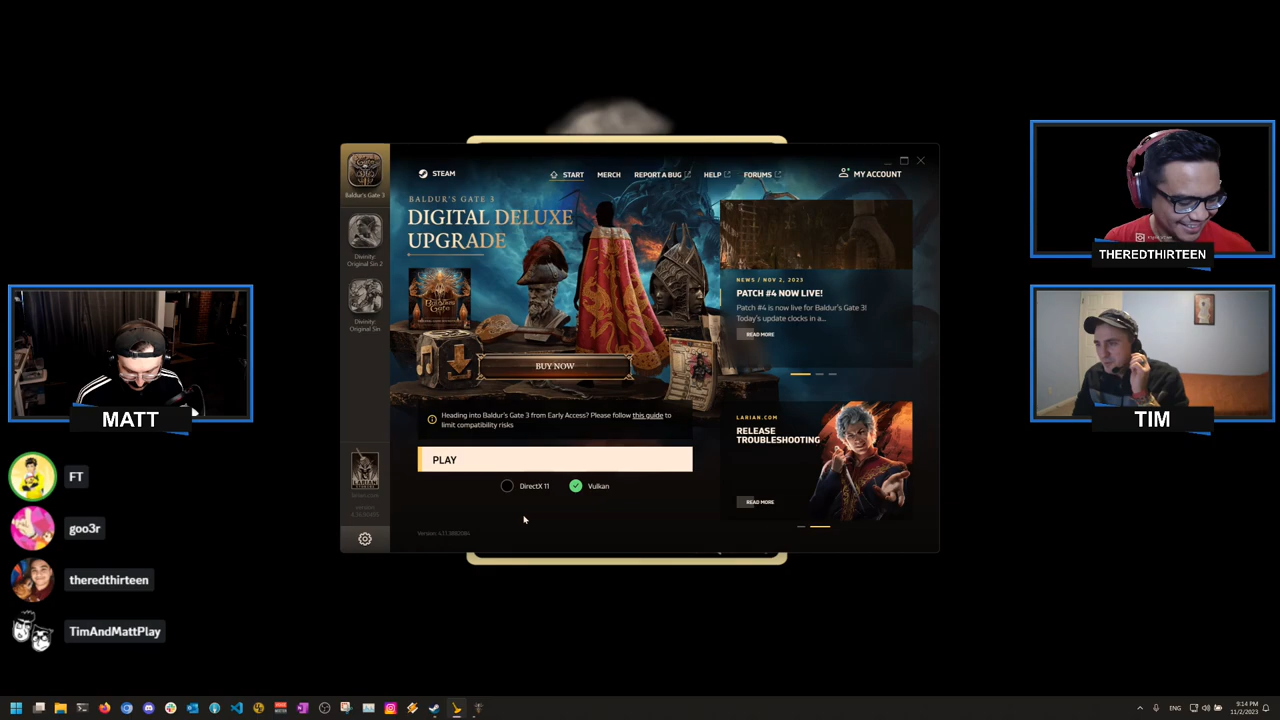 Baldur's Gate 3
Divinity:
Original Sin 2
Divinity:
Original Sin
STEAM
START
MERCH
REPORT A BUG
HELP
FORUMS
MY ACCOUNT
BALDUR'S GATE 3
DIGITAL DELUXE
UPGRADE
BUY NOW
Heading into Baldur's Gate 3 from Early Access? Please follow this guide to
limit compatibility risks
PLAY
DirectX 11
Vulkan
NEWS / NOV 2, 2023
PATCH #4 NOW LIVE!
Patch #4 is now live for Baldur's Gate 3!
Today's update clocks in a...
READ MORE
LARIAN.COM
RELEASE
TROUBLESHOOTING
READ MORE
MATT
THEREDTHIRTEEN
TIM
FT
goo3r
theredthirteen
TimAndMattPlay
ENG
9:14 PM
11/2/2023